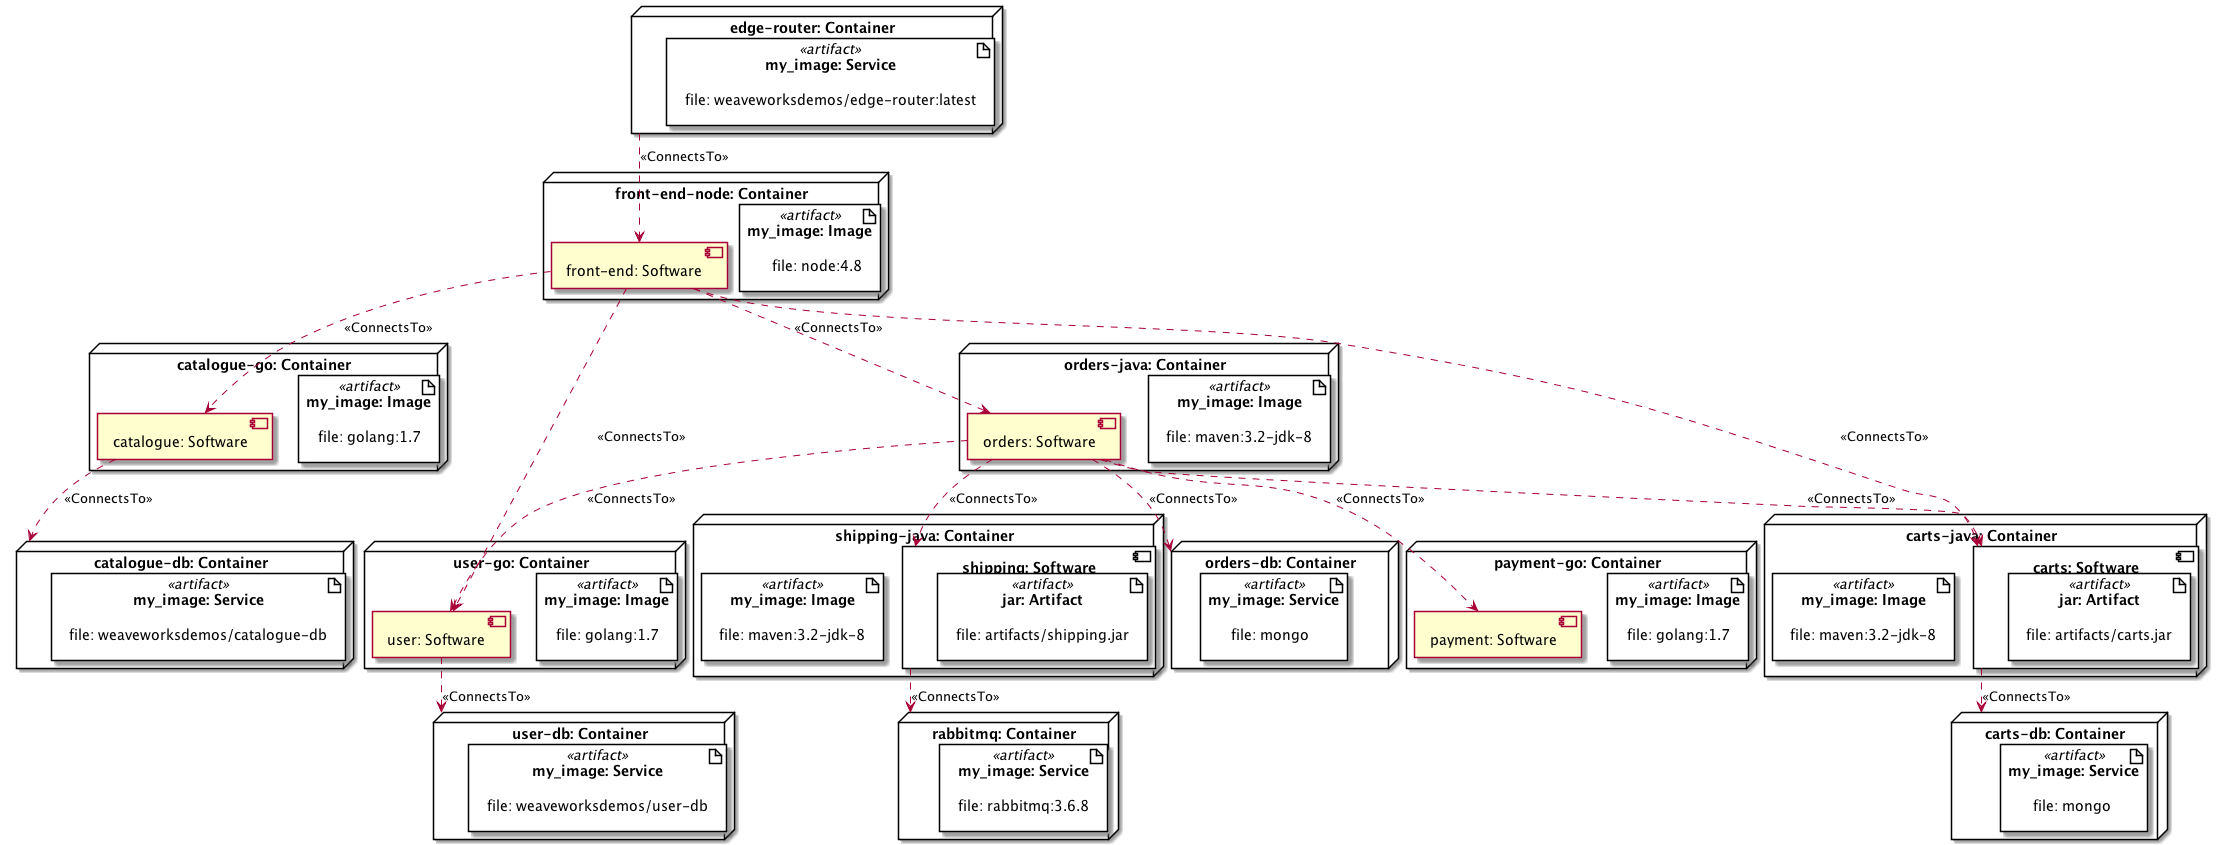 edge-router: Container
«artifact»
my_image: Service
file: weaveworksdemos/edge-router:latest
«ConnectsTo»
front-end-node: Container
«artifact»
my_image: Image
file: node:4.8
front-end: Software
«ConnectsTo»
«ConnectsTo»
catalogue-go: Container
«artifact»
my_image: Image
file: golang:1.7
catalogue: Software
orders-java: Container
«artifact»
my_image: Image
file: maven:3.2-jdk-8
orders: Software
«ConnectsTo»
«ConnectsTo»
«ConnectsTo»
«ConnectsTo»
«ConnectsTo»
«ConnectsTo»
«ConnectsTo»
«ConnectsTo»
catalogue-db: Container
«artifact»
my_image: Service
file: weaveworksdemos/catalogue-db
user-go: Container
«artifact»
my_image: Image
file: golang:1.7
user: Software
shipping-java: Container
«artifact»
my_image: Image
file: maven:3.2-jdk-8
shipping: Software
«artifact»
jar: Artifact
file: artifacts/shipping.jar
orders-db: Container
«artifact»
my_image: Service
file: mongo
payment-go: Container
«artifact»
my_image: Image
file: golang:1.7
payment: Software
carts-java: Container
«artifact»
my_image: Image
file: maven:3.2-jdk-8
carts: Software
«artifact»
jar: Artifact
file: artifacts/carts.jar
«ConnectsTo»
«ConnectsTo»
«ConnectsTo»
user-db: Container
«artifact»
my_image: Service
file: weaveworksdemos/user-db
rabbitmq: Container
«artifact»
my_image: Service
file: rabbitmq:3.6.8
carts-db: Container
«artifact»
my_image: Service
file: mongo